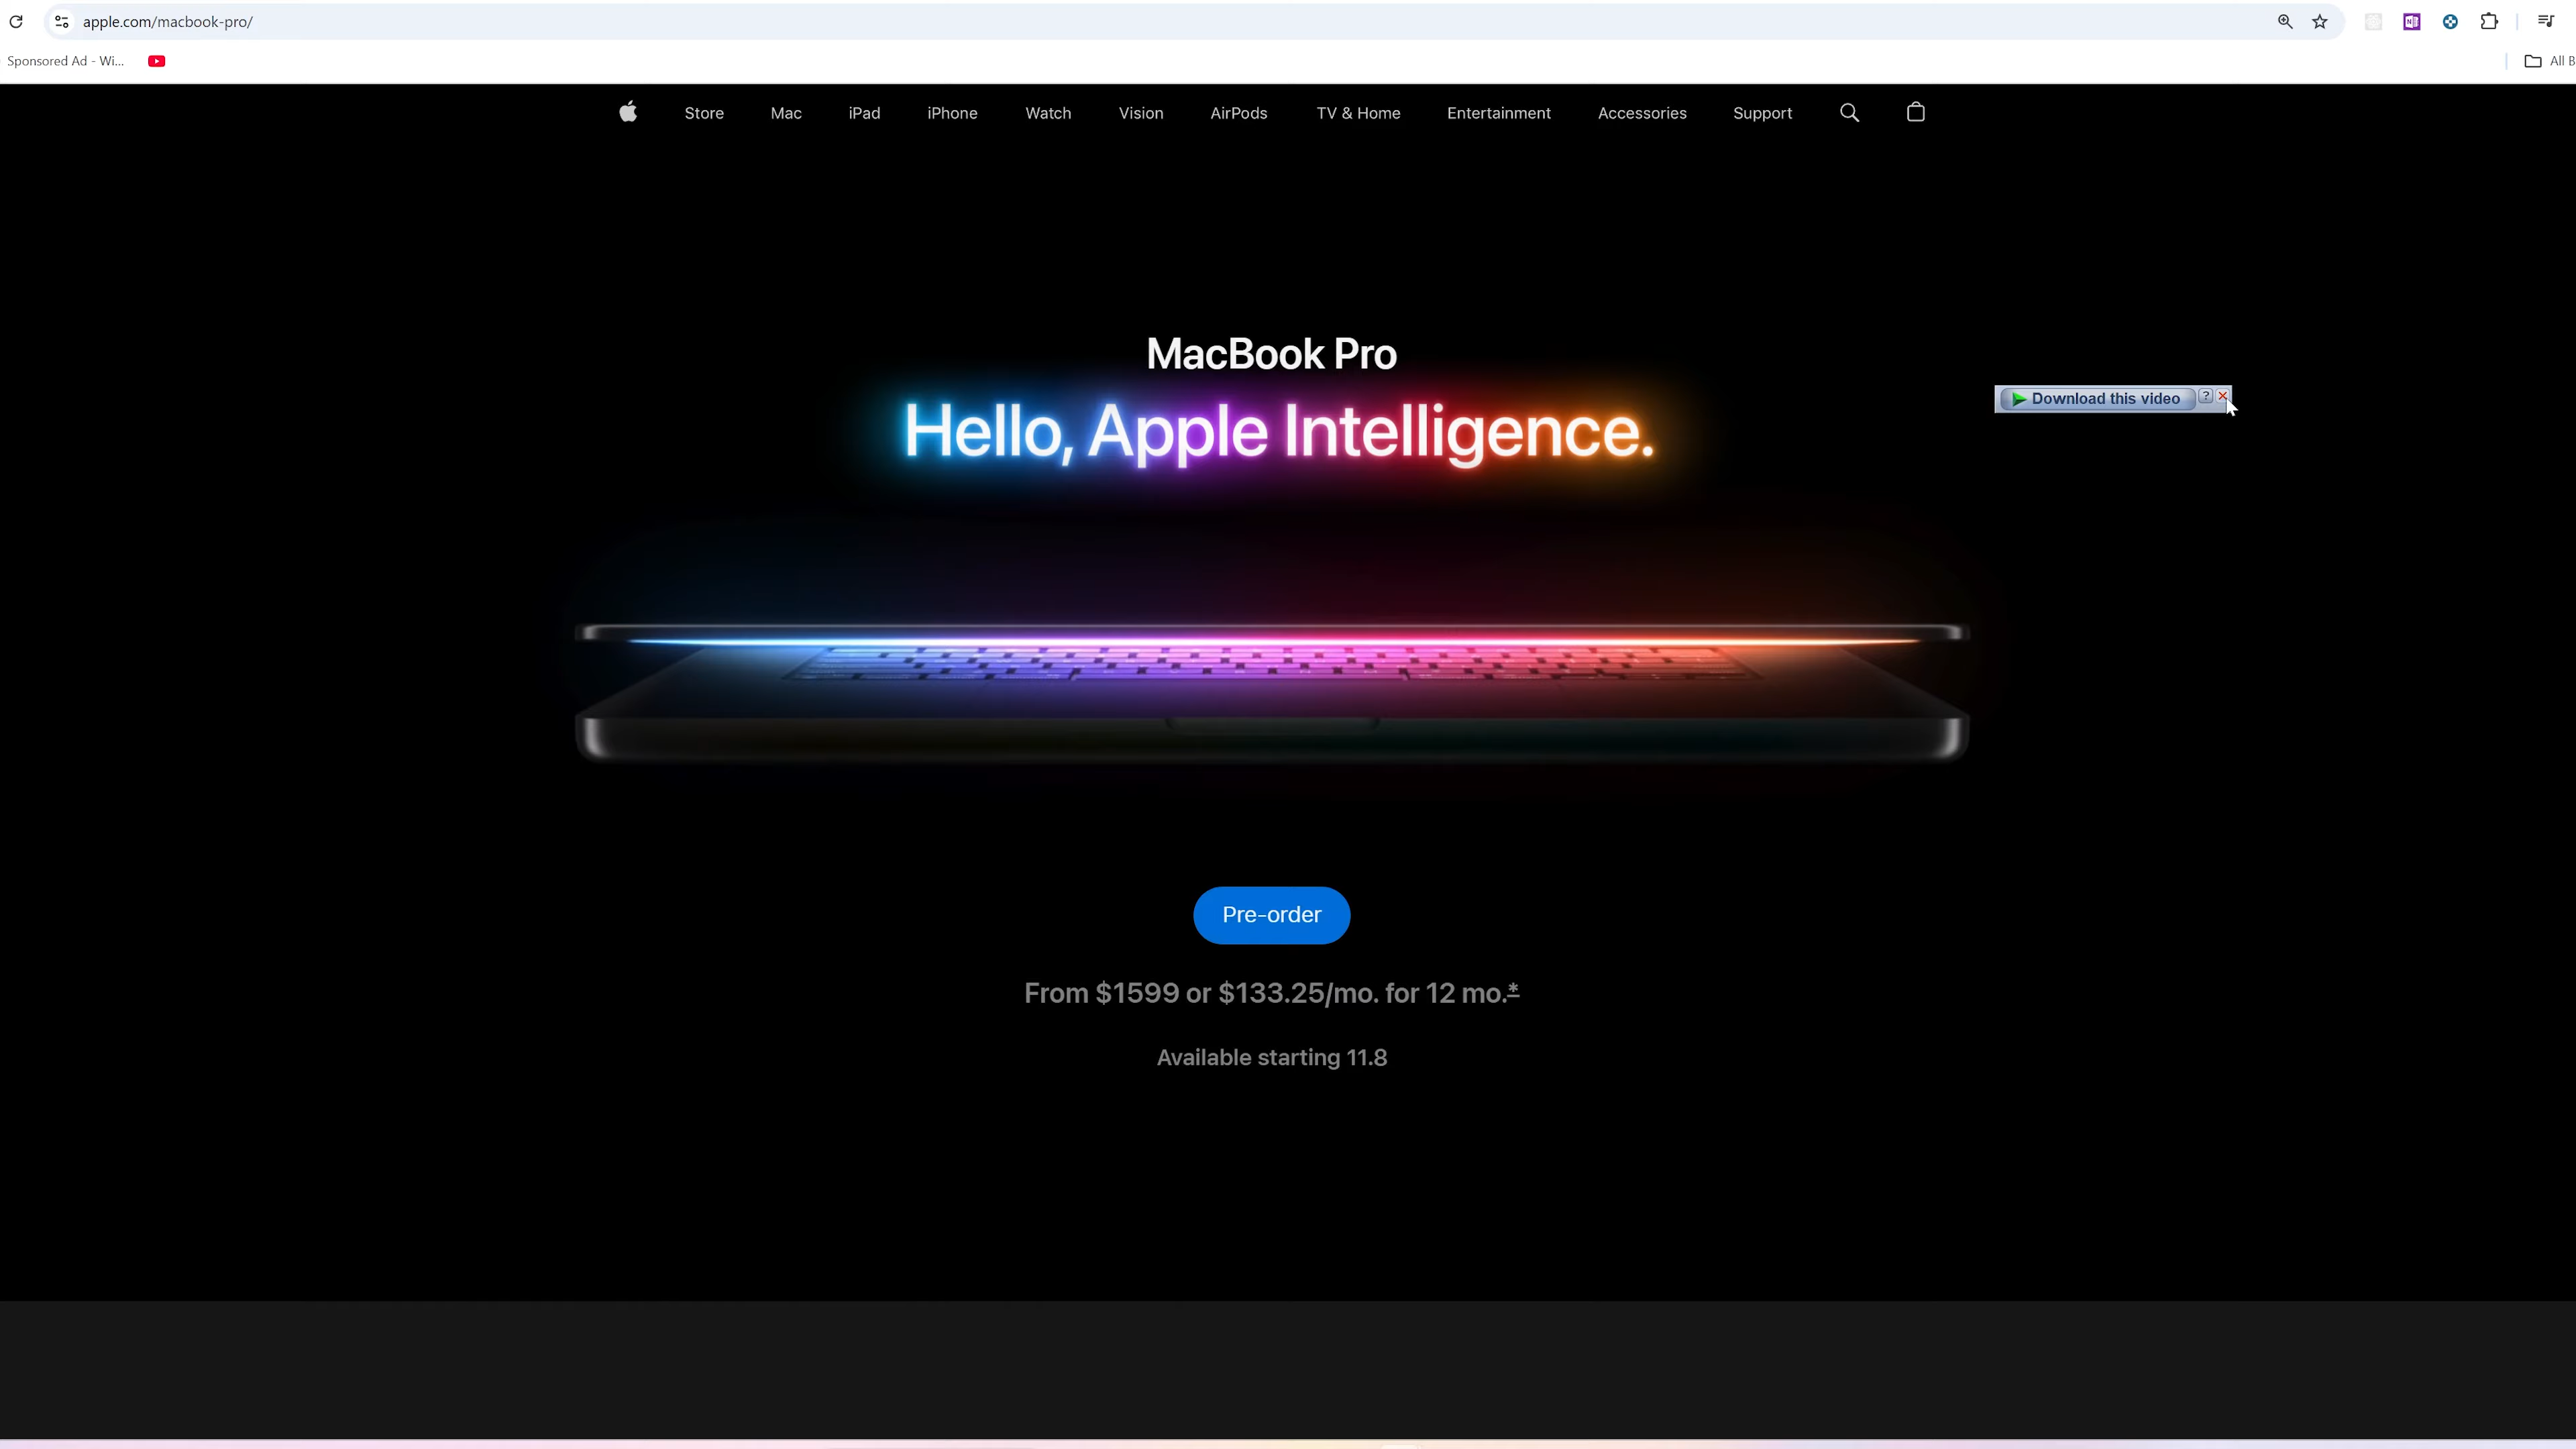 apple.com/macbook-pro/
Sponsored Ad - Wi...
All B
Store Mac iPad iPhone Watch Vision AirPods TV & Home Entertainment Accessories Support
MacBook Pro
Download this video ?
Hello, Apple Intelligence.
Pre-order
From $1599 or $133.25/mo. for 12 mo.*
Available starting 11.8